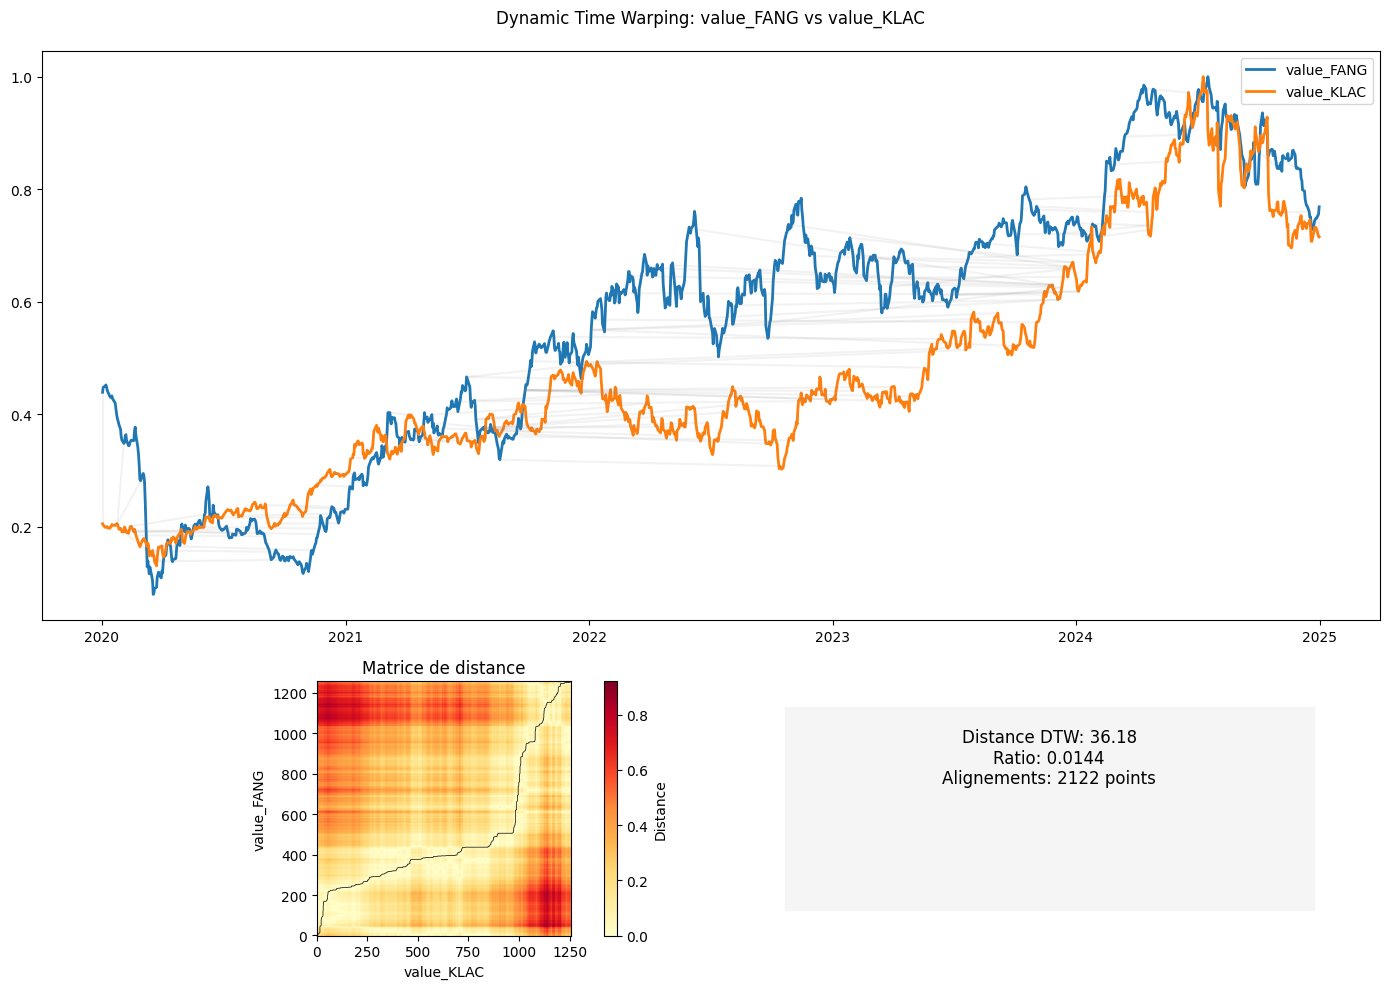 Dynamic Time Warping: value_FANG vs value_KLAC
value_FANG
value_KLAC
1.0
0.8
0.6
0.4
0.2
2020 2021 2022 2023 2024 2025
Matrice de distance
value_FANG
1200
1000
800
600
400
200
0
0 250 500 750 1000 1250
value_KLAC
0.8
0.6
0.4
0.2
0.0
Distance
Distance DTW: 36.18
Ratio: 0.0144
Alignements: 2122 points